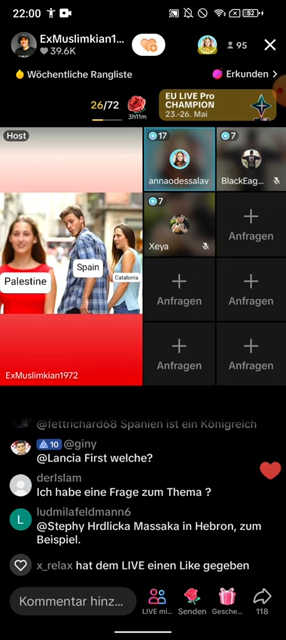 22:00
ExMuslimkian1...
39.6K
95
Wöchentliche Rangliste
Erkunden >
26/72
3h11m
EU LIVE Pro
CHAMPION
23.-26. Mai
Host
17
annaodessalav
7
BlackEag...
7
Xeya
Anfragen
Anfragen
Anfragen
Anfragen
Anfragen
Palestine
Spain
Catalonia
ExMuslimkian1972
@fettrichard68 Spanien ist ein Königreich
10 @giny
@Lancia First welche?
derIslam
Ich habe eine Frage zum Thema ?
L
ludmilafeldmann6
@Stephy Hrdlicka Massaka in Hebron, zum
Beispiel.
x_relax hat dem LIVE einen Like gegeben
Kommentar hinz...
LIVE mi...
Senden
Gesche...
118